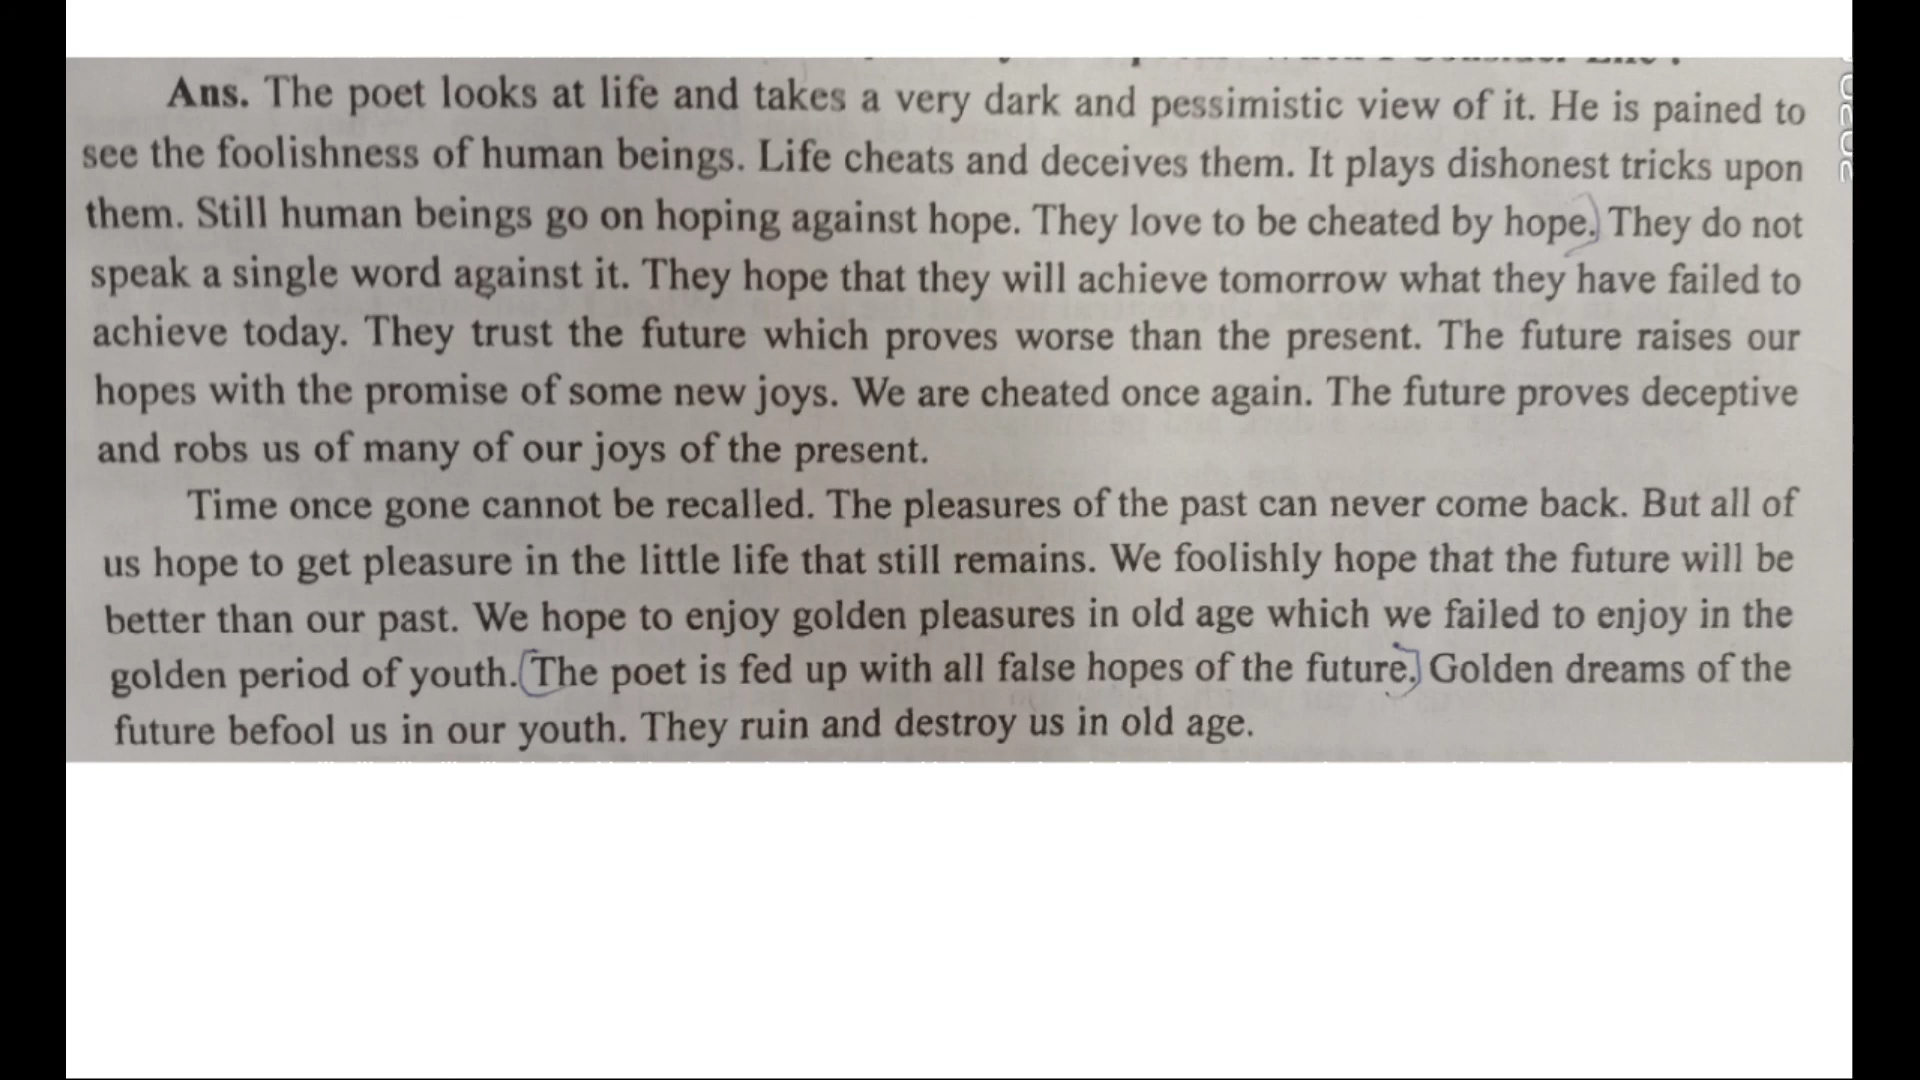 Ans. The poet looks at life and takes a very dark and pessimistic view of it. He is pained to
see the foolishness of human beings. Life cheats and deceives them. It plays dishonest tricks upon
them. Still human beings go on hoping against hope. They love to be cheated by hope. They do not
speak a single word against it. They hope that they will achieve tomorrow what they have failed to
achieve today. They trust the future which proves worse than the present. The future raises our
hopes with the promise of some new joys. We are cheated once again. The future proves deceptive
and robs us of many of our joys of the present.
Time once gone cannot be recalled. The pleasures of the past can never come back. But all of
us hope to get pleasure in the little life that still remains. We foolishly hope that the future will be
better than our past. We hope to enjoy golden pleasures in old age which we failed to enjoy in the
golden period of youth. The poet is fed up with all false hopes of the future. Golden dreams of the
future befool us in our youth. They ruin and destroy us in old age.